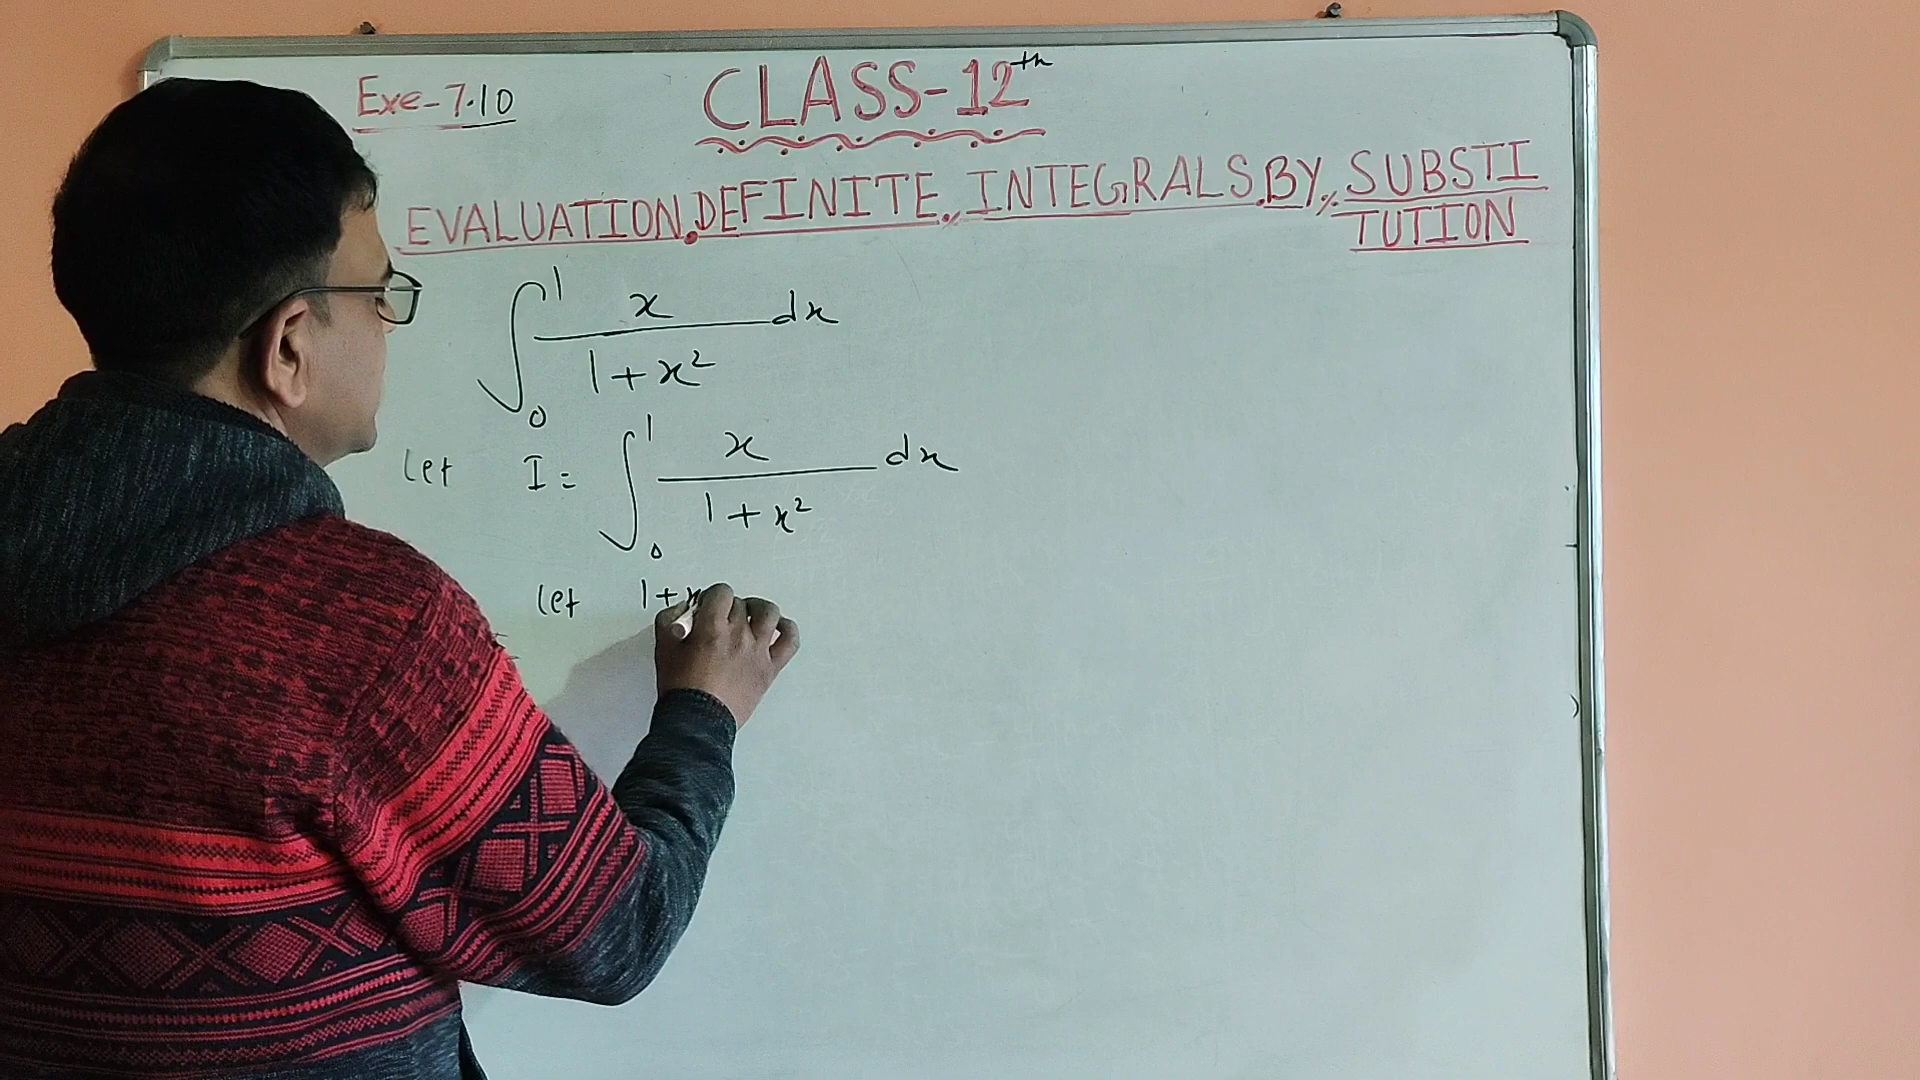 Exe-7.10
CLASS-12th
EVALUATION.DEFINITE.,INTEGRALS.BY.,SUBSTI
TUTION
∫₀¹ x/(1+x²) dx
Let I = ∫₀¹ x/(1+x²) dx
Let 1+x